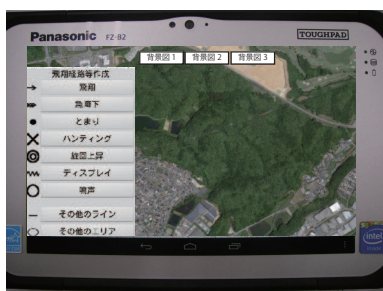 Panasonic FZ-B2
TOUGHPAD
背景図 1 背景図 2 背景図 3
飛翔経路等作成
飛翔
急降下
とまり
ハンティング
旋回上昇
ディスプレイ
鳴声
その他のライン
その他のエリア
intel